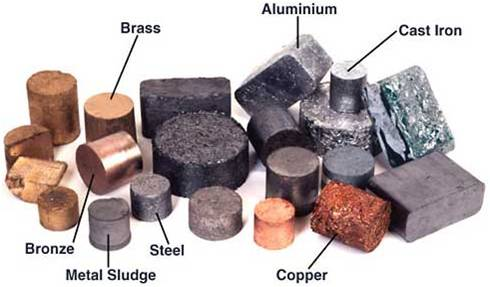 Aluminium
Brass
Cast Iron
Bronze
Steel
Metal Sludge
Copper